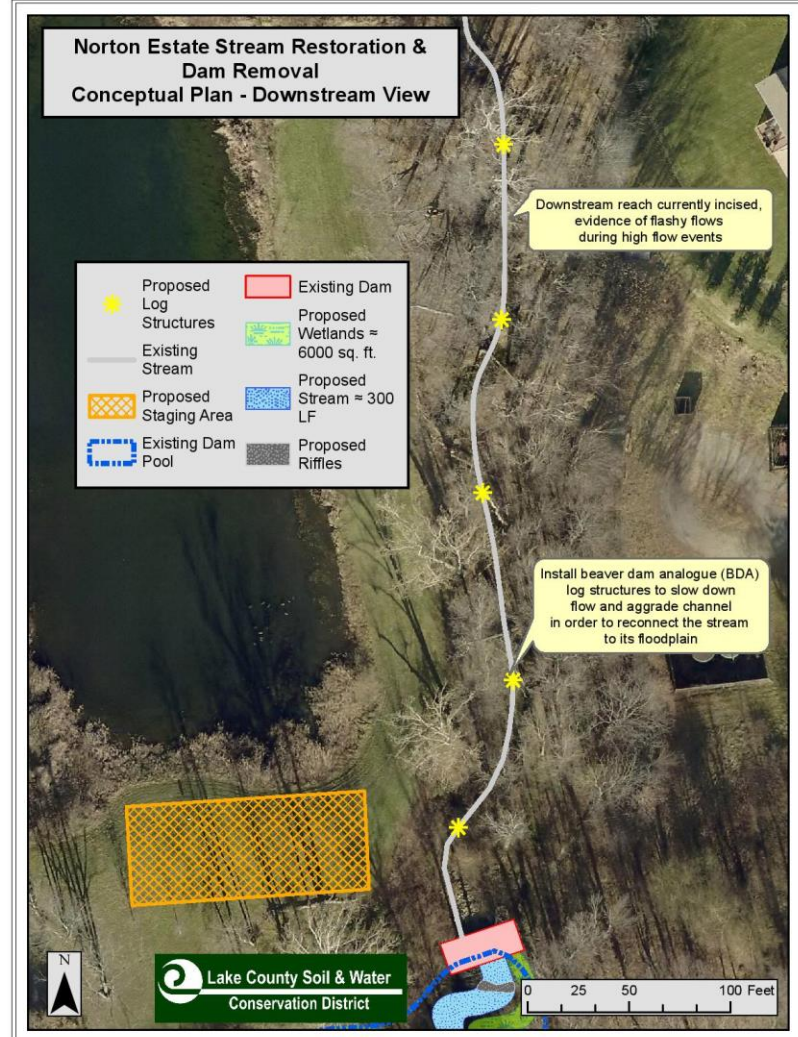 Norton Estate Stream Restoration &
Dam Removal
Conceptual Plan - Downstream View
Downstream reach currently incised,
evidence of flashy flows
during high flow events
Proposed
Log
Structures
Existing
Stream
Proposed
Staging Area
Existing Dam
Pool
Existing Dam
Proposed
Wetlands ≈
6000 sq. ft.
Proposed
Stream ≈ 300
LF
Proposed
Riffles
Install beaver dam analogue (BDA)
log structures to slow down
flow and aggrade channel
in order to reconnect the stream
to its floodplain
N
Lake County Soil & Water
Conservation District
0 25 50 100 Feet